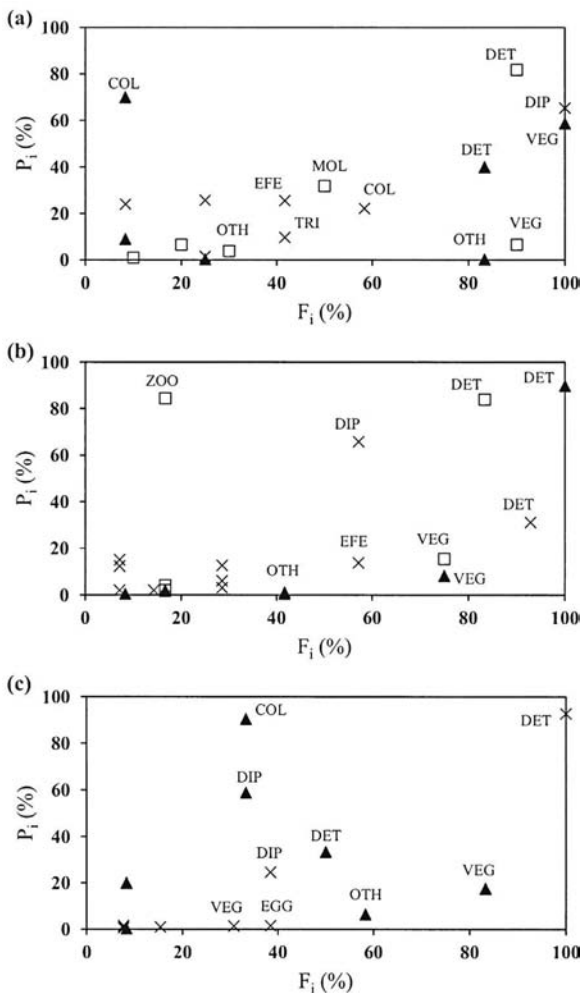 (a)
100
80
60
40
20
0
P_i (%)
COL
DET
DIP
VEG
DET
MOL
EFE
COL
OTH
TRI
OTH
VEG
0 20 40 60 80 100
F_i (%)
(b)
100
80
60
40
20
0
P_i (%)
ZOO
DET
DET
DIP
DET
EFE
VEG
OTH
VEG
0 20 40 60 80 100
F_i (%)
(c)
100
80
60
40
20
0
P_i (%)
COL
DET
DIP
DET
DIP
VEG
VEG
EGG
OTH
0 20 40 60 80 100
F_i (%)